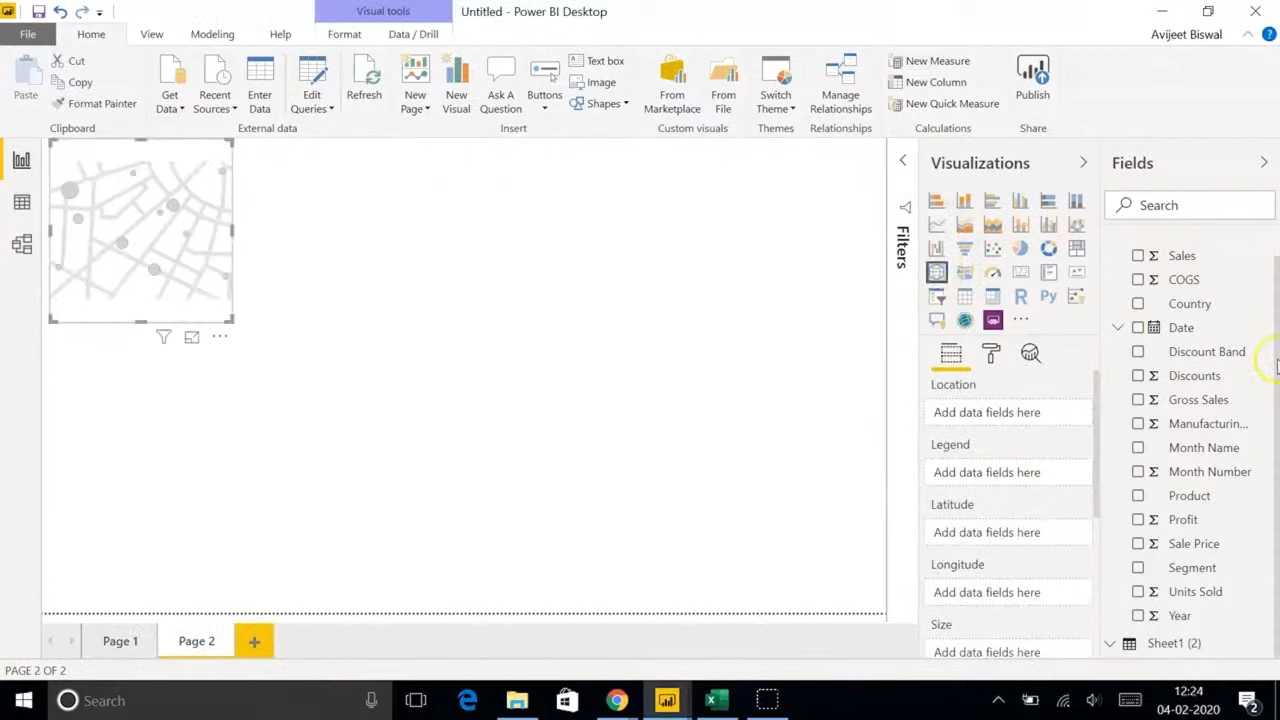 Visual tools
Untitled - Power BI Desktop
File
Home
View
Modeling
Help
Format
Data / Drill
Avijeet Biswal
Paste
Cut
Copy
Format Painter
Clipboard
Get
Data
Recent
Sources
Enter
Data
External data
Edit
Queries
Refresh
New
Page
New
Visual
Ask A
Question
Buttons
Text box
Image
Shapes
Insert
From
Marketplace
From
File
Custom visuals
Switch
Theme
Themes
Manage
Relationships
Relationships
New Measure
New Column
New Quick Measure
Calculations
Publish
Share
Filters
Visualizations
R
Py
Location
Add data fields here
Legend
Add data fields here
Latitude
Add data fields here
Longitude
Add data fields here
Size
Add data fields here
Fields
Search
Sales
COGS
Country
Date
Discount Band
Discounts
Gross Sales
Manufacturin...
Month Name
Month Number
Product
Profit
Sale Price
Segment
Units Sold
Year
Sheet1 (2)
Page 1
Page 2
PAGE 2 OF 2
Search
12:24
04-02-2020
2